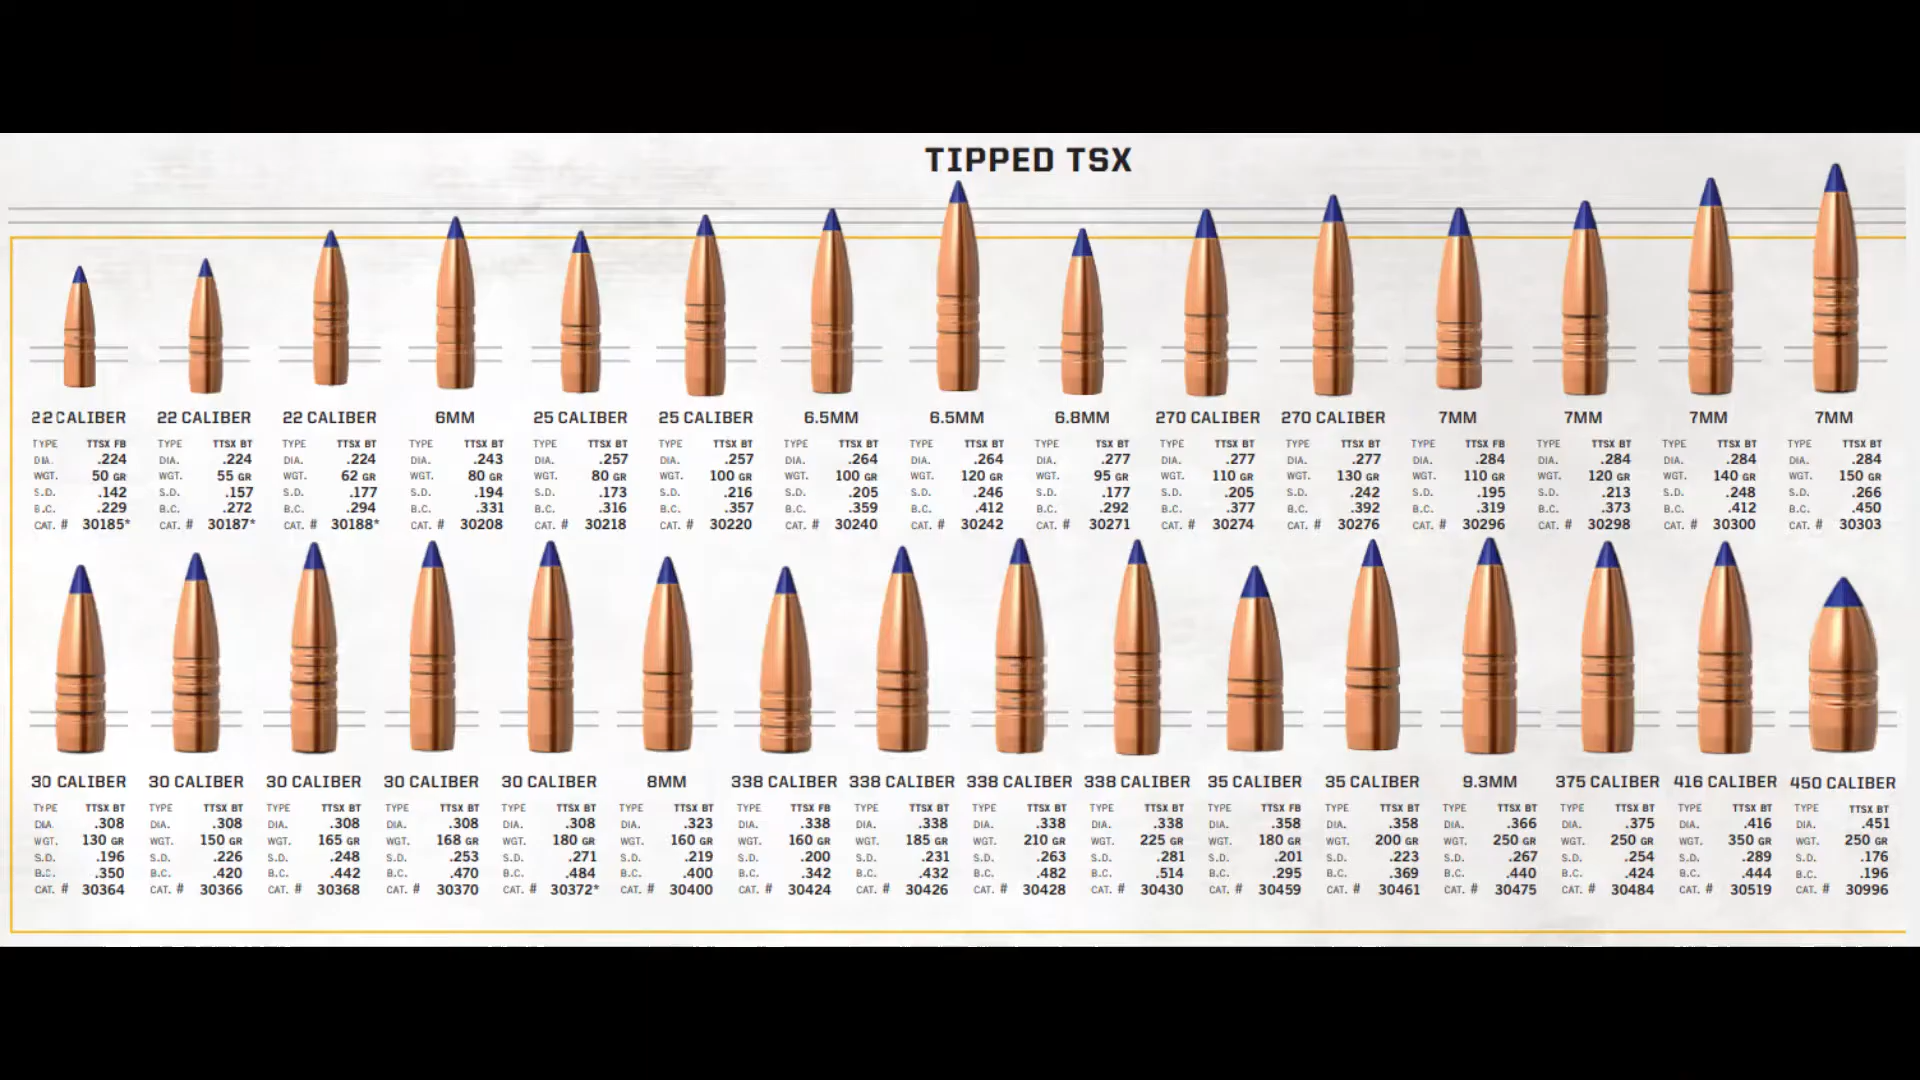 TIPPED TSX
22 CALIBER 22 CALIBER 22 CALIBER 6MM 25 CALIBER 25 CALIBER 6.5MM 6.5MM 6.8MM 270 CALIBER 270 CALIBER 7MM 7MM 7MM 7MM
TYPE TTSX FB TYPE TTSX BT TYPE TTSX BT TYPE TTSX BT TYPE TTSX BT TYPE TTSX BT TYPE TTSX BT TYPE TTSX BT TYPE TSX BT TYPE TTSX BT TYPE TTSX BT TYPE TTSX FB TYPE TTSX BT TYPE TTSX BT TYPE TTSX BT
DIA. .224 DIA. .224 DIA. .224 DIA. .243 DIA. .257 DIA. .257 DIA. .264 DIA. .264 DIA. .277 DIA. .277 DIA. .277 DIA. .284 DIA. .284 DIA. .284 DIA. .284
WGT. 50 GR WGT. 55 GR WGT. 62 GR WGT. 80 GR WGT. 80 GR WGT. 100 GR WGT. 100 GR WGT. 120 GR WGT. 95 GR WGT. 110 GR WGT. 130 GR WGT. 110 GR WGT. 120 GR WGT. 140 GR WGT. 150 GR
S.D. .142 S.D. .157 S.D. .177 S.D. .194 S.D. .173 S.D. .216 S.D. .205 S.D. .246 S.D. .177 S.D. .205 S.D. .242 S.D. .195 S.D. .213 S.D. .248 S.D. .266
B.C. .229 B.C. .272 B.C. .294 B.C. .331 B.C. .316 B.C. .357 B.C. .359 B.C. .412 B.C. .292 B.C. .377 B.C. .392 B.C. .319 B.C. .373 B.C. .412 B.C. .450
CAT. # 30185* CAT. # 30187* CAT. # 30188* CAT. # 30208 CAT. # 30218 CAT. # 30220 CAT. # 30240 CAT. # 30242 CAT. # 30271 CAT. # 30274 CAT. # 30276 CAT. # 30296 CAT. # 30298 CAT. # 30300 CAT. # 30303
30 CALIBER 30 CALIBER 30 CALIBER 30 CALIBER 30 CALIBER 8MM 338 CALIBER 338 CALIBER 338 CALIBER 338 CALIBER 35 CALIBER 35 CALIBER 9.3MM 375 CALIBER 416 CALIBER 450 CALIBER
TYPE TTSX BT TYPE TTSX BT TYPE TTSX BT TYPE TTSX BT TYPE TTSX BT TYPE TTSX BT TYPE TTSX FB TYPE TTSX BT TYPE TTSX BT TYPE TTSX BT TYPE TTSX FB TYPE TTSX BT TYPE TTSX BT TYPE TTSX BT TYPE TTSX BT TYPE TTSX BT
DIA. .308 DIA. .308 DIA. .308 DIA. .308 DIA. .308 DIA. .323 DIA. .338 DIA. .338 DIA. .338 DIA. .338 DIA. .358 DIA. .358 DIA. .366 DIA. .375 DIA. .416 DIA. .451
WGT. 130 GR WGT. 150 GR WGT. 165 GR WGT. 168 GR WGT. 180 GR WGT. 160 GR WGT. 160 GR WGT. 185 GR WGT. 210 GR WGT. 225 GR WGT. 180 GR WGT. 200 GR WGT. 250 GR WGT. 250 GR WGT. 350 GR WGT. 250 GR
S.D. .196 S.D. .226 S.D. .248 S.D. .253 S.D. .271 S.D. .219 S.D. .200 S.D. .231 S.D. .263 S.D. .281 S.D. .201 S.D. .223 S.D. .267 S.D. .254 S.D. .289 S.D. .176
B.C. .350 B.C. .420 B.C. .442 B.C. .470 B.C. .484 B.C. .400 B.C. .342 B.C. .432 B.C. .482 B.C. .514 B.C. .295 B.C. .369 B.C. .440 B.C. .424 B.C. .444 B.C. .196
CAT. # 30364 CAT. # 30366 CAT. # 30368 CAT. # 30370 CAT. # 30372* CAT. # 30400 CAT. # 30424 CAT. # 30426 CAT. # 30428 CAT. # 30430 CAT. # 30459 CAT. # 30461 CAT. # 30475 CAT. # 30484 CAT. # 30519 CAT. # 30996